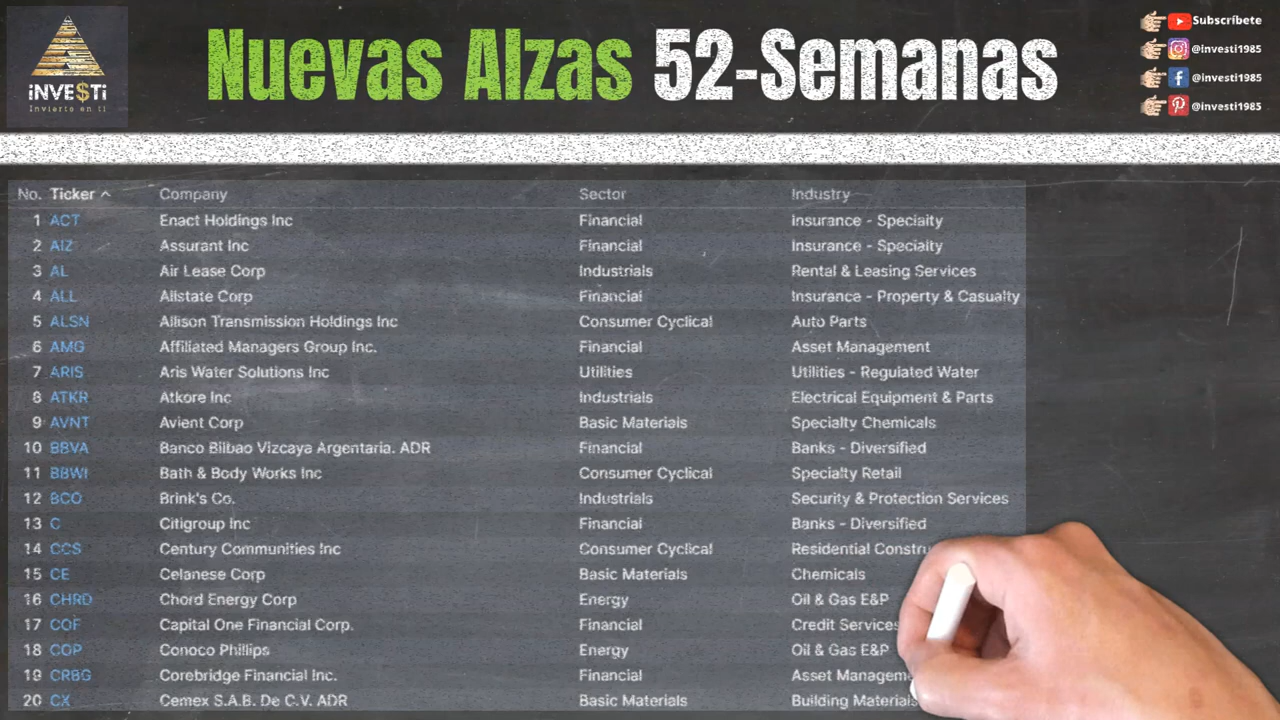 iNVE$Ti
Invierto en ti
Nuevas Alzas 52-Semanas
Subscríbete
@investi1985
@investi1985
@investi1985
No. Ticker ^ Company Sector Industry
1 ACT Enact Holdings Inc Financial Insurance - Specialty
2 AIZ Assurant Inc Financial Insurance - Specialty
3 AL Air Lease Corp Industrials Rental & Leasing Services
4 ALL Allstate Corp Financial Insurance - Property & Casualty
5 ALSN Allison Transmission Holdings Inc Consumer Cyclical Auto Parts
6 AMG Affiliated Managers Group Inc. Financial Asset Management
7 ARIS Aris Water Solutions Inc Utilities Utilities - Regulated Water
8 ATKR Atkore Inc Industrials Electrical Equipment & Parts
9 AVNT Avient Corp Basic Materials Specialty Chemicals
10 BBVA Banco Bilbao Vizcaya Argentaria. ADR Financial Banks - Diversified
11 BBWI Bath & Body Works Inc Consumer Cyclical Specialty Retail
12 BCO Brink's Co. Industrials Security & Protection Services
13 C Citigroup Inc Financial Banks - Diversified
14 CCS Century Communities Inc Consumer Cyclical Residential Constru
15 CE Celanese Corp Basic Materials Chemicals
16 CHRD Chord Energy Corp Energy Oil & Gas E&P
17 COF Capital One Financial Corp. Financial Credit Services
18 COP Conoco Phillips Energy Oil & Gas E&P
19 CRBG Corebridge Financial Inc. Financial Asset Managem
20 CX Cemex S.A.B. De C.V. ADR Basic Materials Building Materials